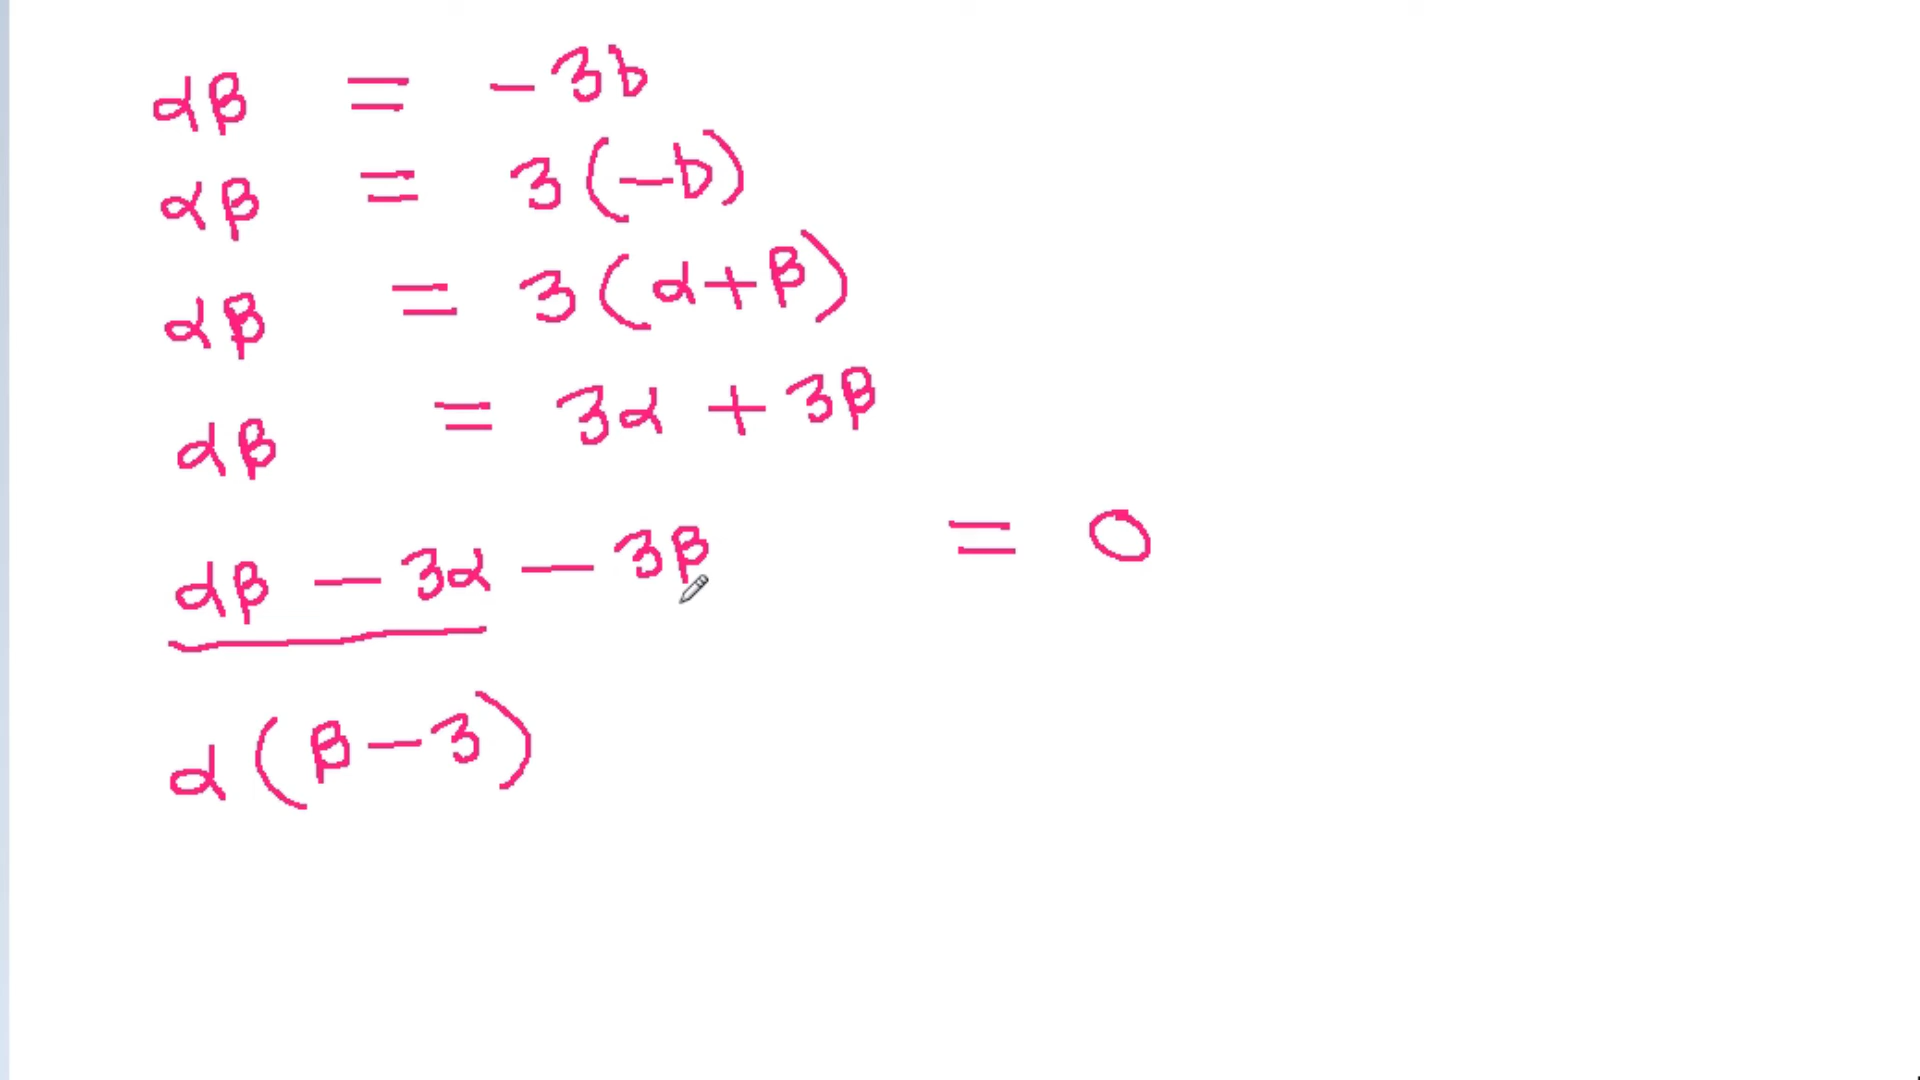 αβ = -3b
αβ = 3(-b)
αβ = 3(α+β)
αβ = 3α + 3β
αβ - 3α - 3β = 0
α(β-3)